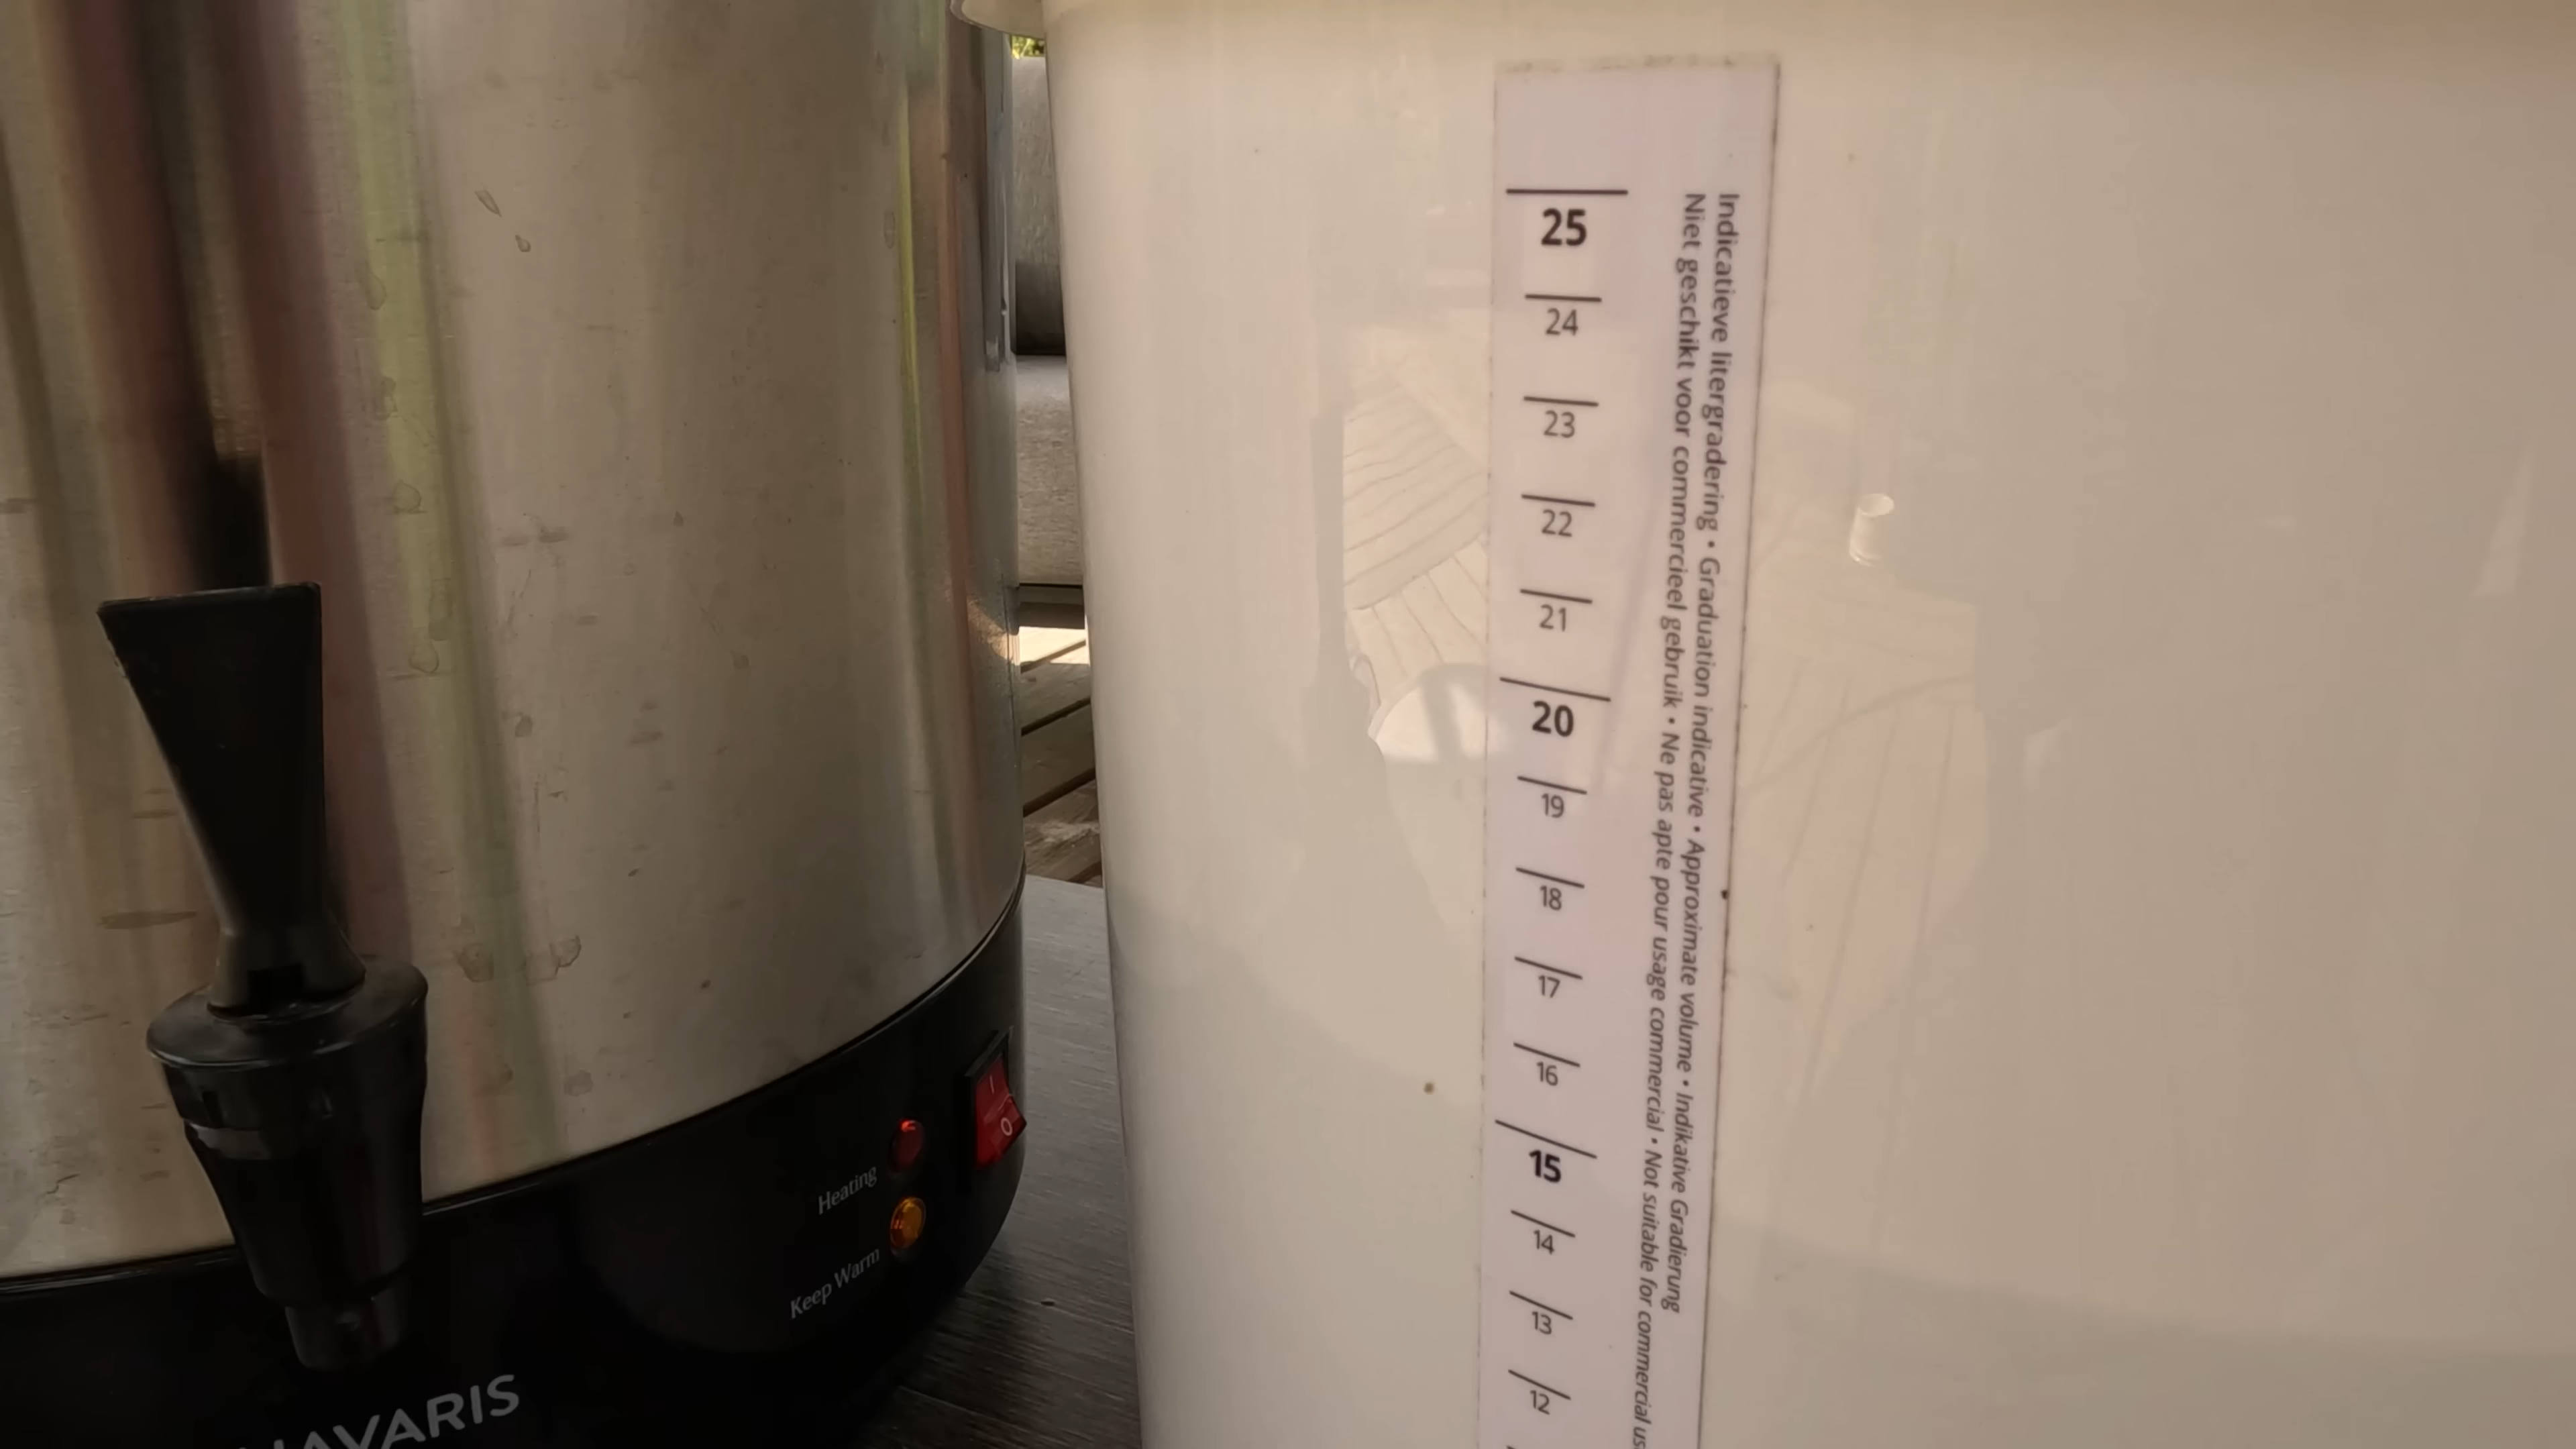 25
24
23
22
21
20
19
18
17
16
15
14
13
12
Indicatieve litergradering • Graduation indicative • Approximate volume • Indikative Gradierung
Niet geschikt voor commercieel gebruik • Ne pas apte pour usage commercial • Not suitable for commercial us
I
O
Heating
Keep Warm
NAVARIS